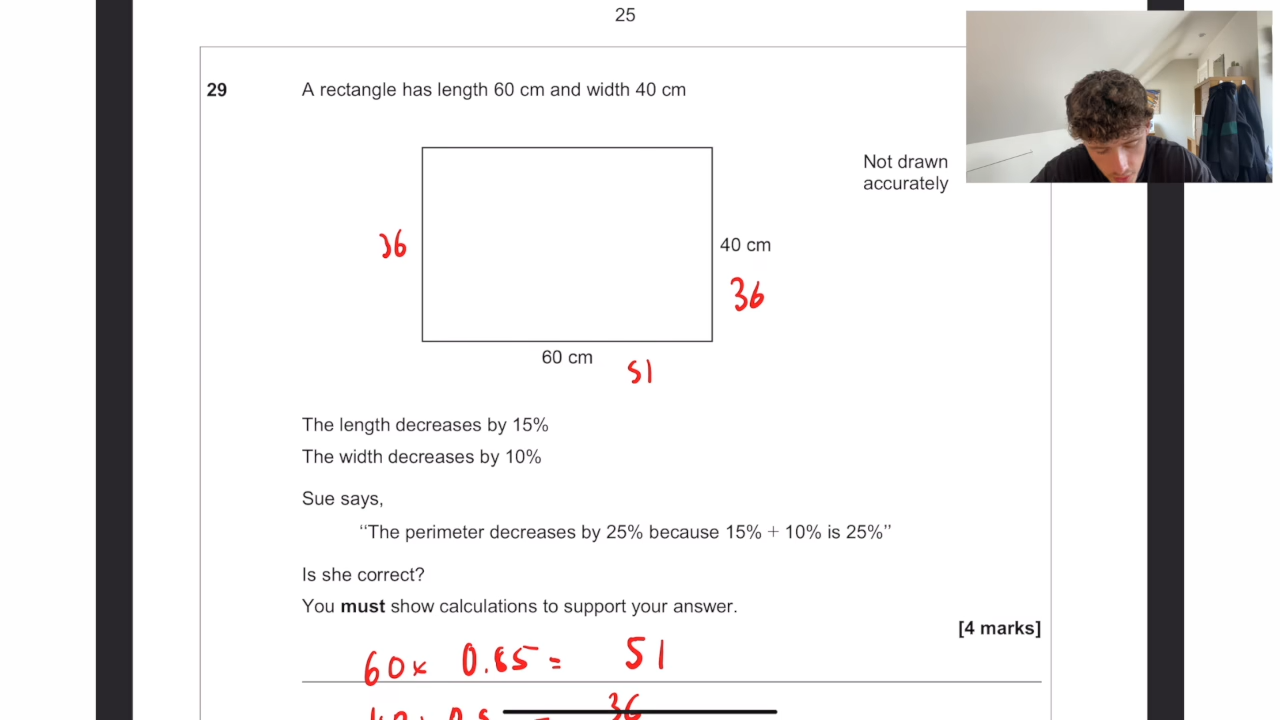 25
29 A rectangle has length 60 cm and width 40 cm
Not drawn
accurately
36
40 cm
36
60 cm
51
The length decreases by 15%
The width decreases by 10%
Sue says,
“The perimeter decreases by 25% because 15% + 10% is 25%”
Is she correct?
You must show calculations to support your answer.
[4 marks]
60 × 0.85 = 51
36